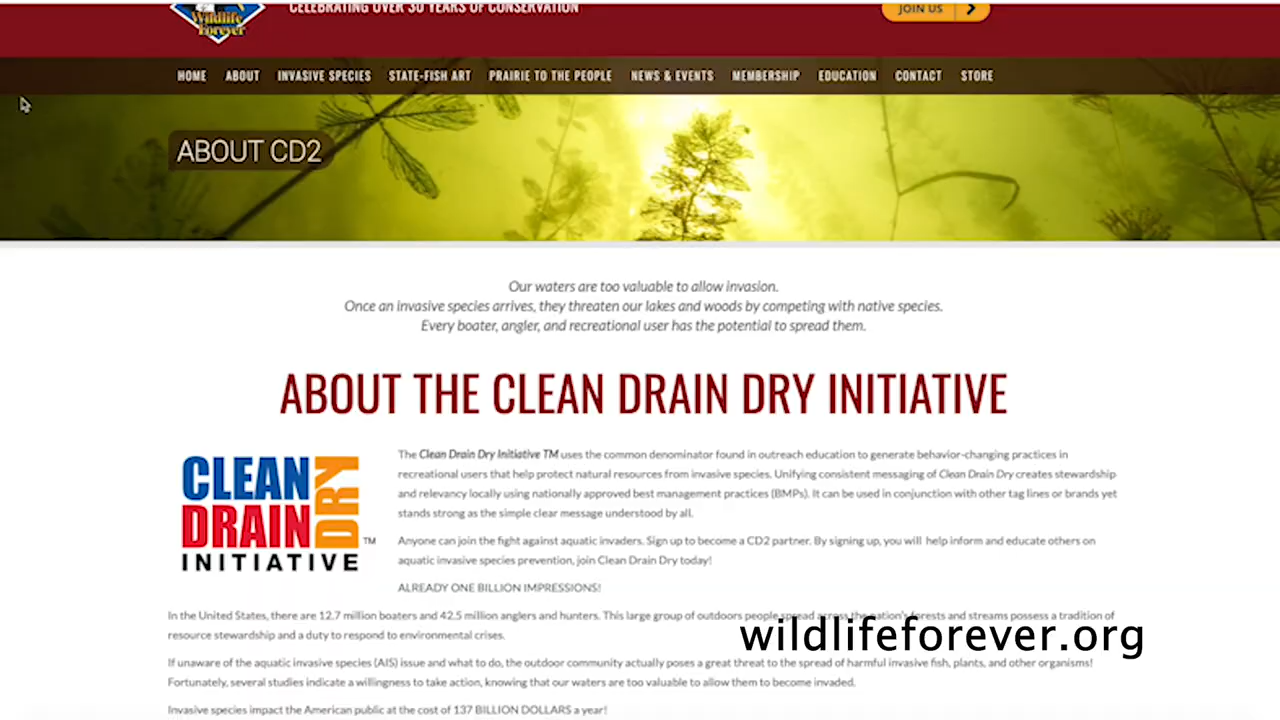 Wildlife
Forever
CELEBRATING OVER 30 YEARS OF CONSERVATION
JOIN US
HOME ABOUT INVASIVE SPECIES STATE-FISH ART PRAIRIE TO THE PEOPLE NEWS & EVENTS MEMBERSHIP EDUCATION CONTACT STORE
ABOUT CD2
Our waters are too valuable to allow invasion.
Once an invasive species arrives, they threaten our lakes and woods by competing with native species.
Every boater, angler, and recreational user has the potential to spread them.
ABOUT THE CLEAN DRAIN DRY INITIATIVE
CLEAN
DRAIN
DRY
INITIATIVE
TM
The Clean Drain Dry Initiative TM uses the common denominator found in outreach education to generate behavior-changing practices in
recreational users that help protect natural resources from invasive species. Unifying consistent messaging of Clean Drain Dry creates stewardship
and relevancy locally using nationally approved best management practices (BMPs). It can be used in conjunction with other tag lines or brands yet
stands strong as the simple clear message understood by all.
Anyone can join the fight against aquatic invaders. Sign up to become a CD2 partner. By signing up, you will help inform and educate others on
aquatic invasive species prevention, join Clean Drain Dry today!
ALREADY ONE BILLION IMPRESSIONS!
In the United States, there are 12.7 million boaters and 42.5 million anglers and hunters. This large group of outdoors people spread across the nation's forests and streams possess a tradition of
resource stewardship and a duty to respond to environmental crises.
wildlifeforever.org
If unaware of the aquatic invasive species (AIS) issue and what to do, the outdoor community actually poses a great threat to the spread of harmful invasive fish, plants, and other organisms!
Fortunately, several studies indicate a willingness to take action, knowing that our waters are too valuable to allow them to become invaded.
Invasive species impact the American public at the cost of 137 BILLION DOLLARS a year!